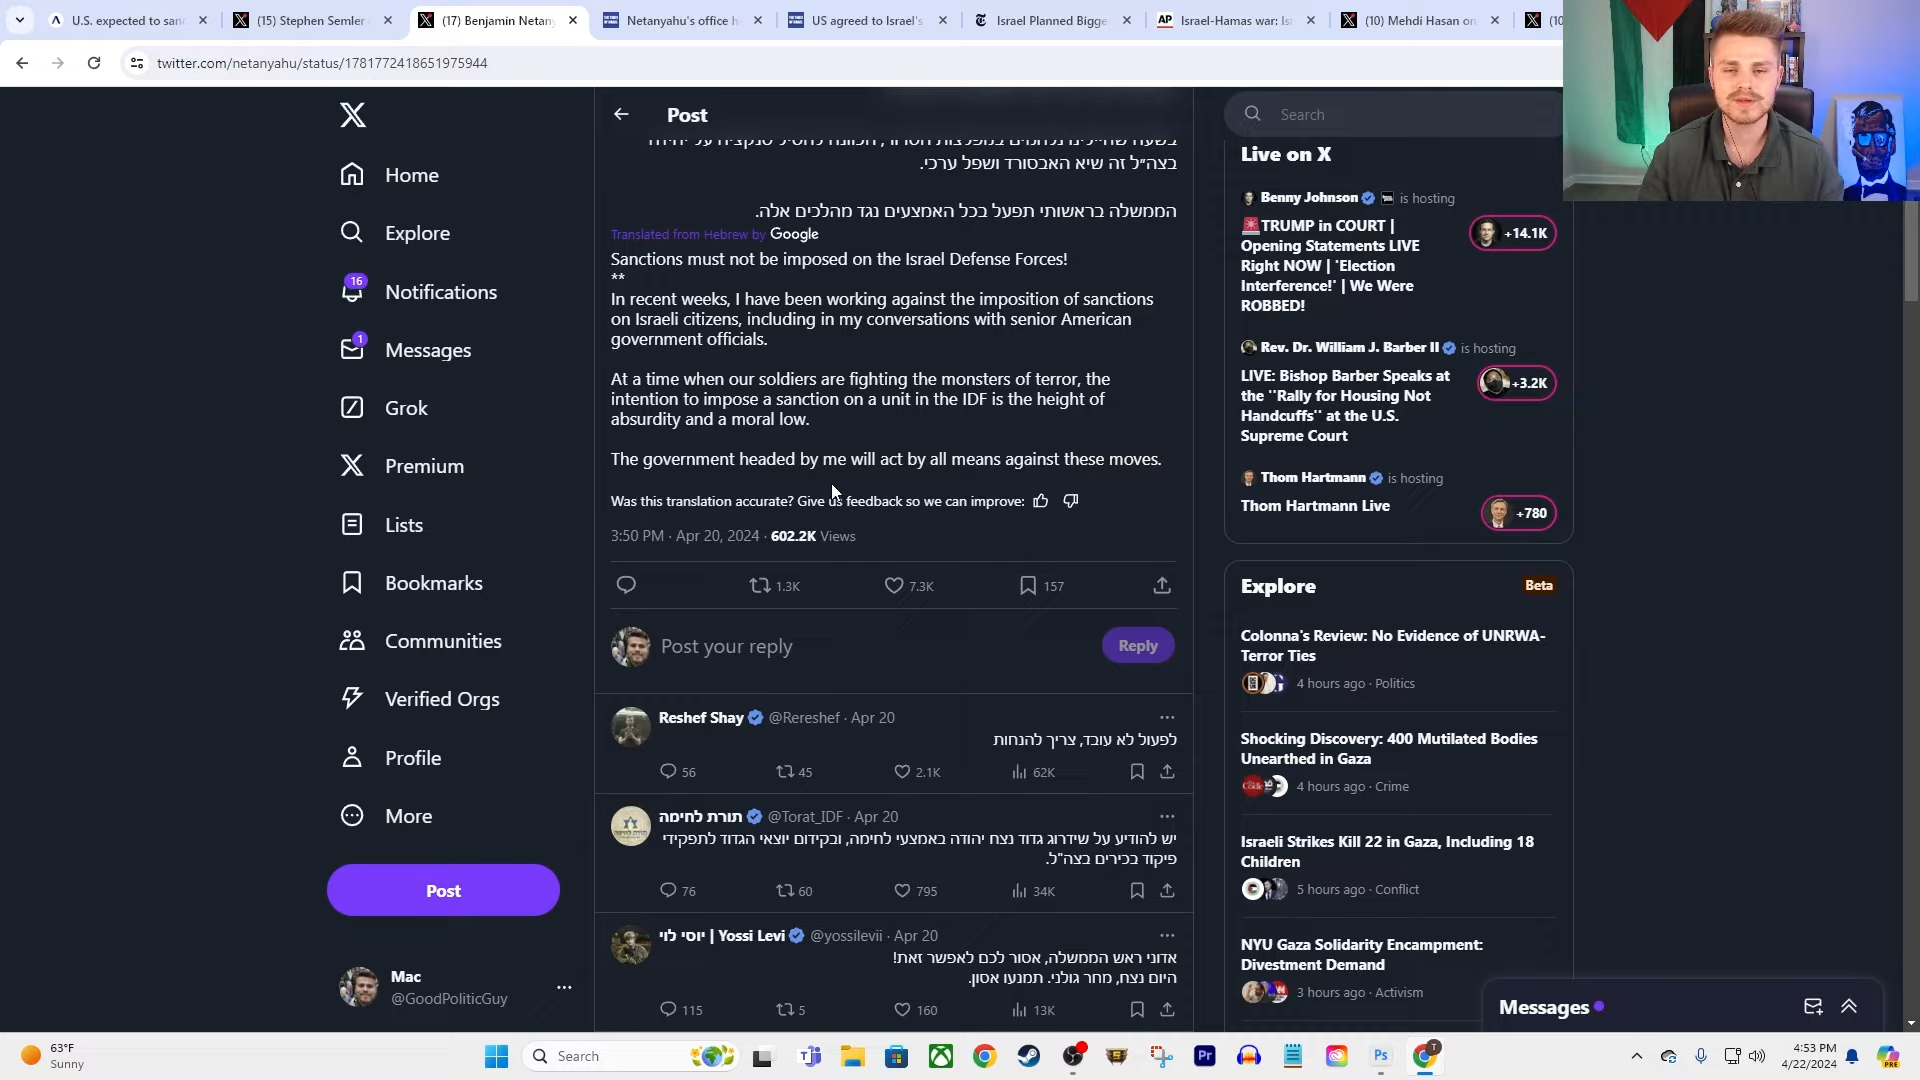 U.S. expected to san
(15) Stephen Semler
(17) Benjamin Netany
Netanyahu's office h
US agreed to Israel's
Israel Planned Bigge
AP
Israel-Hamas war: Is
(10) Mehdi Hasan on
(10
twitter.com/netanyahu/status/1781772418651975944
Home
Explore
16
Notifications
1
Messages
Grok
Premium
Lists
Bookmarks
Communities
Verified Orgs
Profile
More
Post
Mac
@GoodPoliticGuy
Post
בצה״ל זה שיא האבסורד ושפל ערכי.
הממשלה בראשותי תפעל בכל האמצעים נגד מהלכים אלה.
Translated from Hebrew by Google
Sanctions must not be imposed on the Israel Defense Forces!
**
In recent weeks, I have been working against the imposition of sanctions
on Israeli citizens, including in my conversations with senior American
government officials.
At a time when our soldiers are fighting the monsters of terror, the
intention to impose a sanction on a unit in the IDF is the height of
absurdity and a moral low.
The government headed by me will act by all means against these moves.
Was this translation accurate? Give us feedback so we can improve:
3:50 PM · Apr 20, 2024 · 602.2K Views
1.3K
7.3K
157
Post your reply
Reply
Reshef Shay @Rereshef · Apr 20
לפעול לא עובד, צריך להנחות
56
45
2.1K
62K
תורת לחימה @Torat_IDF · Apr 20
יש להודיע על שידרוג גדוד נצח יהודה באמצעי לחימה, ובקידום יוצאי הגדוד לתפקידי
פיקוד בכירים בצה"ל.
76
60
795
34K
יוסי לוי | Yossi Levi @yossilevii · Apr 20
אדוני ראש הממשלה, אסור לכם לאפשר זאת!
היום נצח, מחר גולני. תמנעו אסון.
115
5
160
13K
Search
Live on X
Benny Johnson is hosting
🚨TRUMP in COURT |
Opening Statements LIVE
Right NOW | 'Election
Interference!' | We Were
ROBBED!
+14.1K
Rev. Dr. William J. Barber II is hosting
LIVE: Bishop Barber Speaks at
the "Rally for Housing Not
Handcuffs" at the U.S.
Supreme Court
+3.2K
Thom Hartmann is hosting
Thom Hartmann Live
+780
Explore
Beta
Colonna's Review: No Evidence of UNRWA-
Terror Ties
4 hours ago · Politics
Shocking Discovery: 400 Mutilated Bodies
Unearthed in Gaza
4 hours ago · Crime
Israeli Strikes Kill 22 in Gaza, Including 18
Children
5 hours ago · Conflict
NYU Gaza Solidarity Encampment:
Divestment Demand
3 hours ago · Activism
Messages
63°F
Sunny
Search
Pr
Ps
T
4:53 PM
4/22/2024
PRE